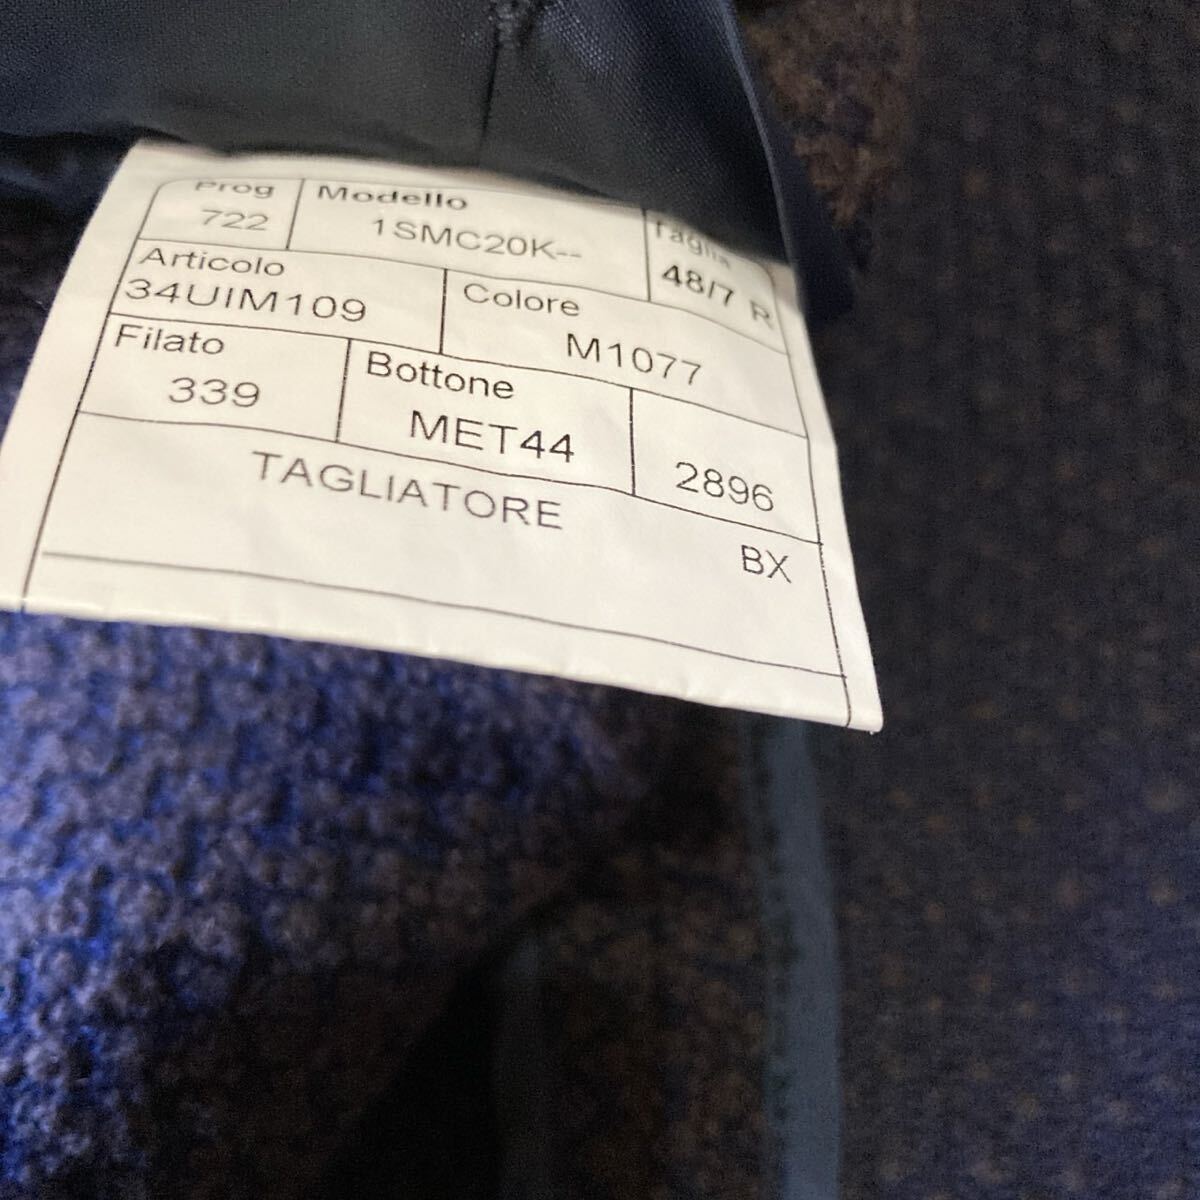 Prog Modello Taglia
722 1SMC20K-- 48/7 R
Articolo Colore
34UIM109 M1077
Filato Bottone
339 MET44 2896
TAGLIATORE
BX